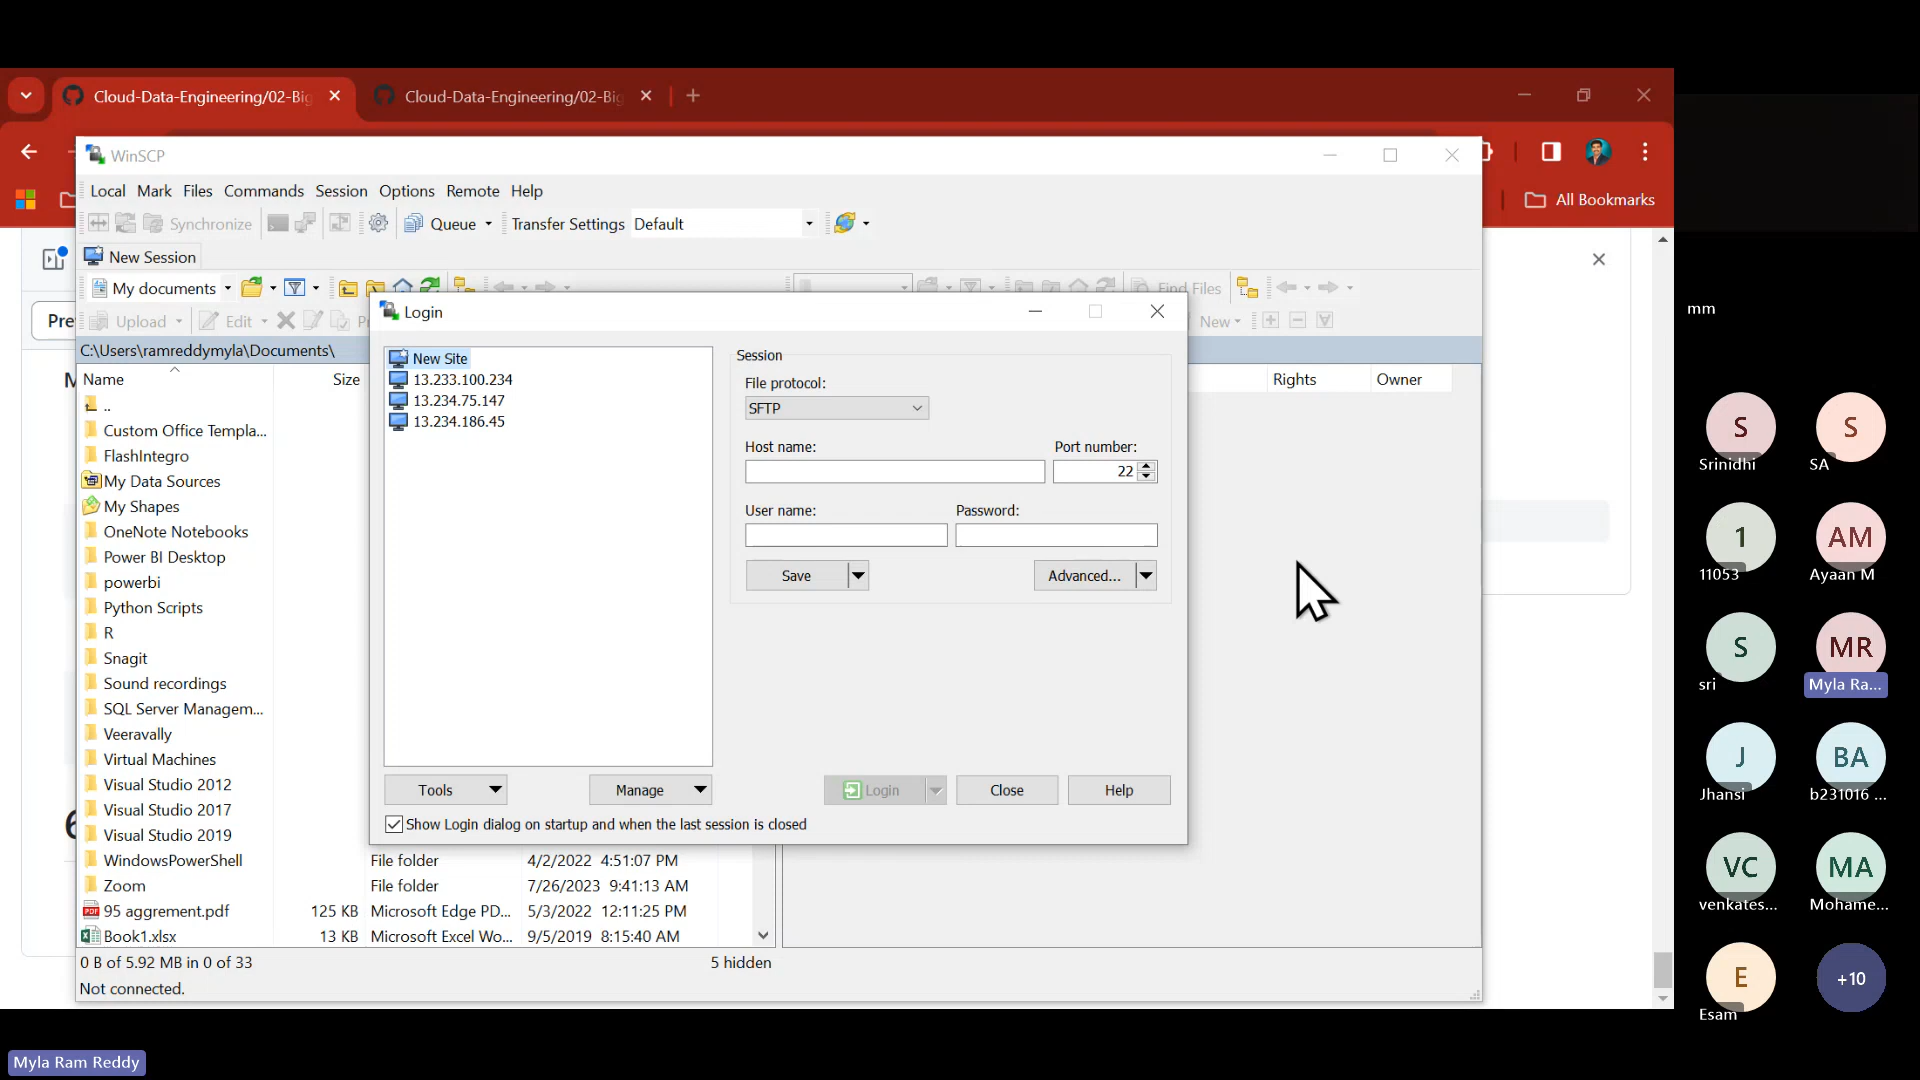 Cloud-Data-Engineering/02-Big
Cloud-Data-Engineering/02-Big
All Bookmarks
WinSCP
Local Mark Files Commands Session Options Remote Help
Synchronize Queue Transfer Settings Default
New Session
My documents Find Files
Pre Upload Edit New
C:\Users\ramreddymyla\Documents\
Name Size Rights Owner
..
Custom Office Templa...
FlashIntegro
My Data Sources
My Shapes
OneNote Notebooks
Power BI Desktop
powerbi
Python Scripts
R
Snagit
Sound recordings
SQL Server Managem...
Veeravally
Virtual Machines
Visual Studio 2012
Visual Studio 2017
Visual Studio 2019
WindowsPowerShell File folder 4/2/2022 4:51:07 PM
Zoom File folder 7/26/2023 9:41:13 AM
95 aggrement.pdf 125 KB Microsoft Edge PD... 5/3/2022 12:11:25 PM
Book1.xlsx 13 KB Microsoft Excel Wo... 9/5/2019 8:15:40 AM
0 B of 5.92 MB in 0 of 33 5 hidden
Not connected.
Login
New Site
13.233.100.234
13.234.75.147
13.234.186.45
Session
File protocol:
SFTP
Host name: Port number:
22
User name: Password:
Save Advanced...
Tools Manage Login Close Help
Show Login dialog on startup and when the last session is closed
mm
S S
Srinidhi SA
1 AM
11053 Ayaan M
S MR
sri Myla Ra...
J BA
Jhansi b231016 ...
VC MA
venkates... Mohame...
E +10
Esam
Myla Ram Reddy